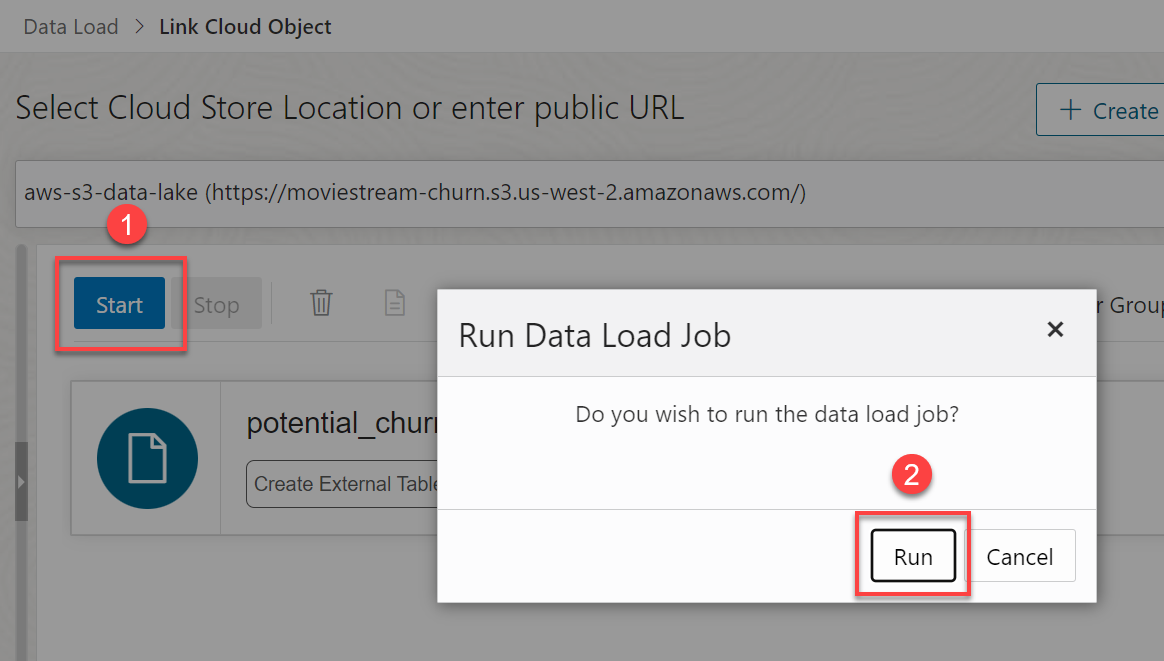 Data Load > Link Cloud Object
Select Cloud Store Location or enter public URL
+ Create
aws-s3-data-lake (https://moviestream-churn.s3.us-west-2.amazonaws.com/)
1
Start Stop
r Group
potential_churn
Create External Table
Run Data Load Job
×
Do you wish to run the data load job?
2
Run Cancel